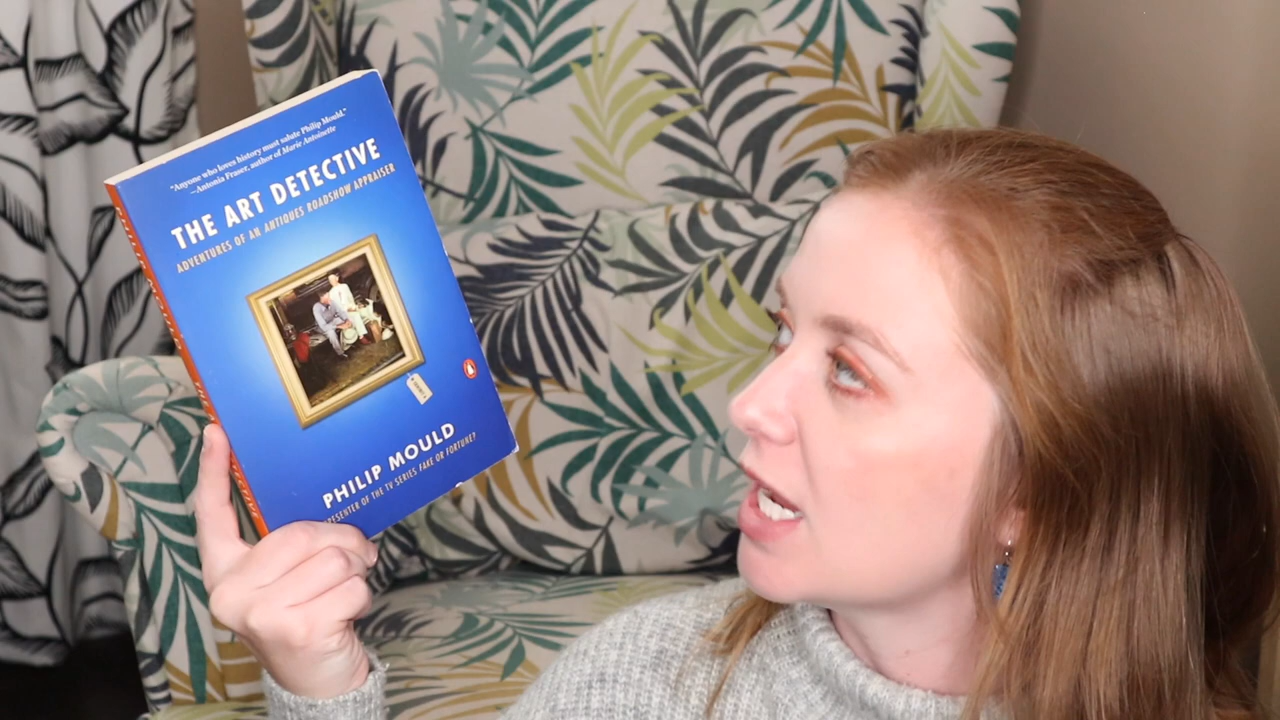 "Anyone who loves history must salute Philip Mould."
—Antonia Fraser, author of Marie Antoinette
THE ART DETECTIVE
ADVENTURES OF AN ANTIQUES ROADSHOW APPRAISER
PHILIP MOULD
PRESENTER OF THE TV SERIES FAKE OR FORTUNE?